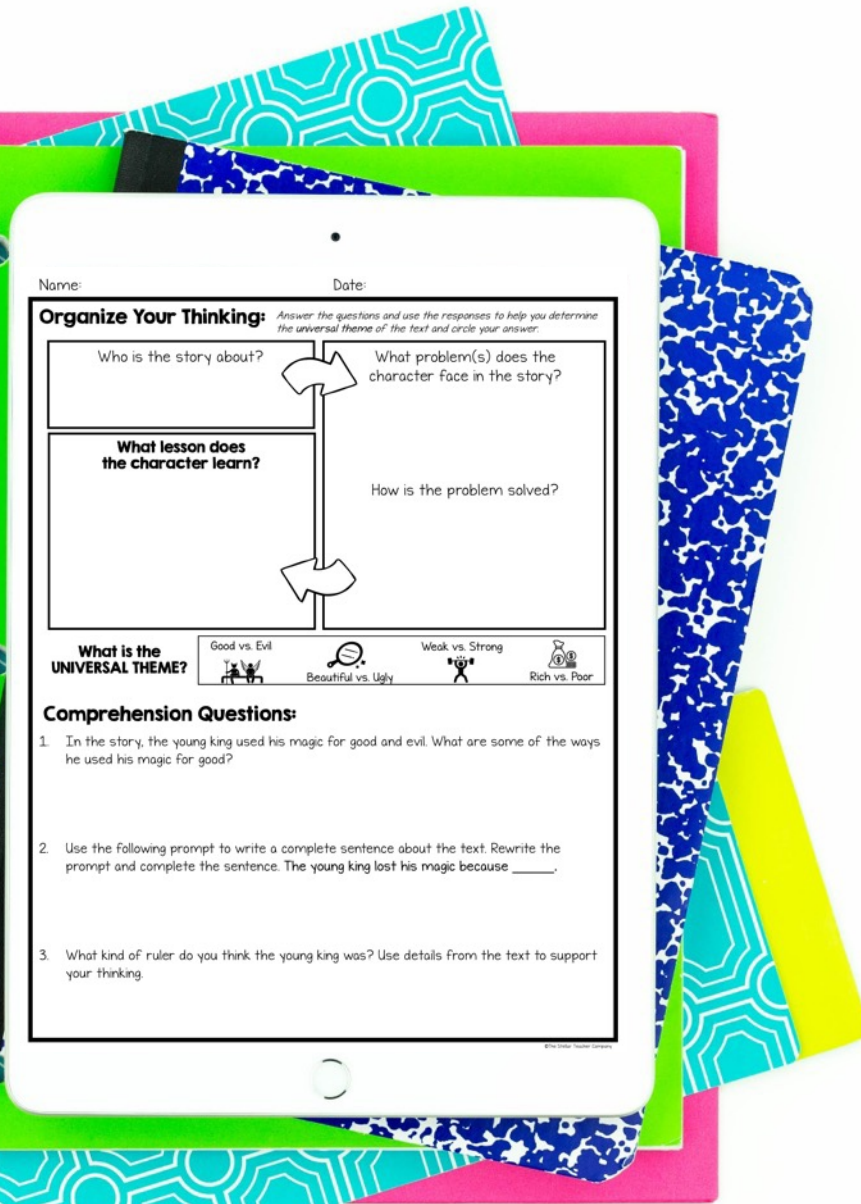 Name:
Date:
Organize Your Thinking:
Answer the questions and use the responses to help you determine
the universal theme of the text and circle your answer.
Who is the story about?
What problem(s) does the
character face in the story?
How is the problem solved?
What lesson does
the character learn?
What is the
UNIVERSAL THEME?
Good vs. Evil
Beautiful vs. Ugly
Weak vs. Strong
Rich vs. Poor
Comprehension Questions:
1. In the story, the young king used his magic for good and evil. What are some of the ways
he used his magic for good?
2. Use the following prompt to write a complete sentence about the text. Rewrite the
prompt and complete the sentence. The young king lost his magic because ______.
3. What kind of ruler do you think the young king was? Use details from the text to support
your thinking.
©The Stellar Teacher Company